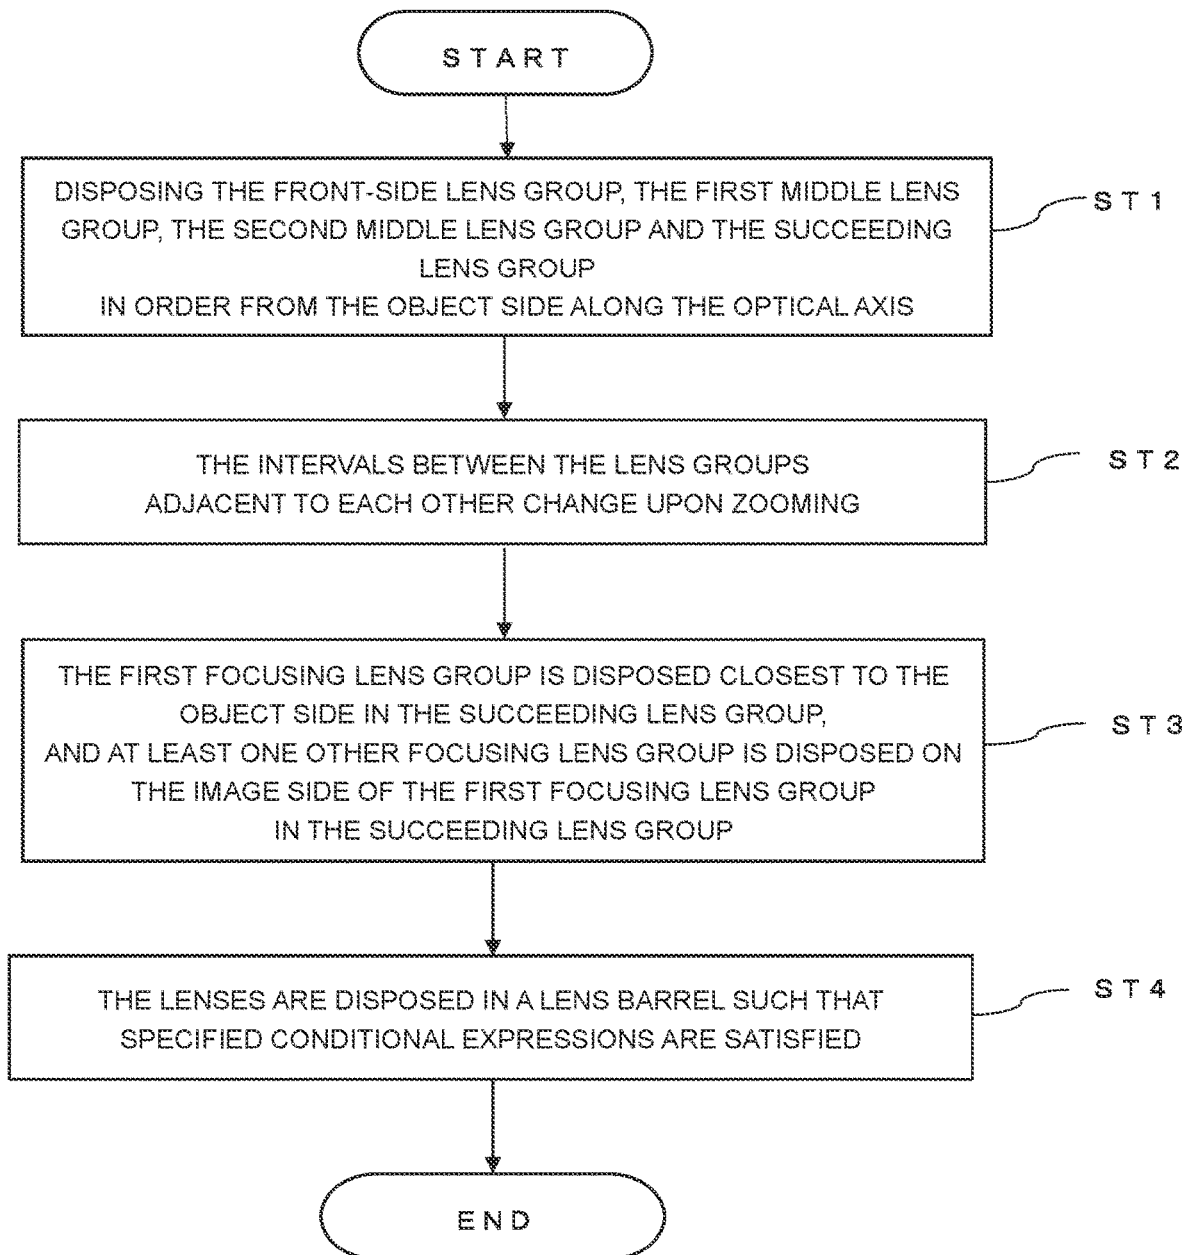 START
DISPOSING THE FRONT-SIDE LENS GROUP, THE FIRST MIDDLE LENS
GROUP, THE SECOND MIDDLE LENS GROUP AND THE SUCCEEDING
LENS GROUP
IN ORDER FROM THE OBJECT SIDE ALONG THE OPTICAL AXIS
ST1
THE INTERVALS BETWEEN THE LENS GROUPS
ADJACENT TO EACH OTHER CHANGE UPON ZOOMING
ST2
THE FIRST FOCUSING LENS GROUP IS DISPOSED CLOSEST TO THE
OBJECT SIDE IN THE SUCCEEDING LENS GROUP,
AND AT LEAST ONE OTHER FOCUSING LENS GROUP IS DISPOSED ON
THE IMAGE SIDE OF THE FIRST FOCUSING LENS GROUP
IN THE SUCCEEDING LENS GROUP
ST3
THE LENSES ARE DISPOSED IN A LENS BARREL SUCH THAT
SPECIFIED CONDITIONAL EXPRESSIONS ARE SATISFIED
ST4
END